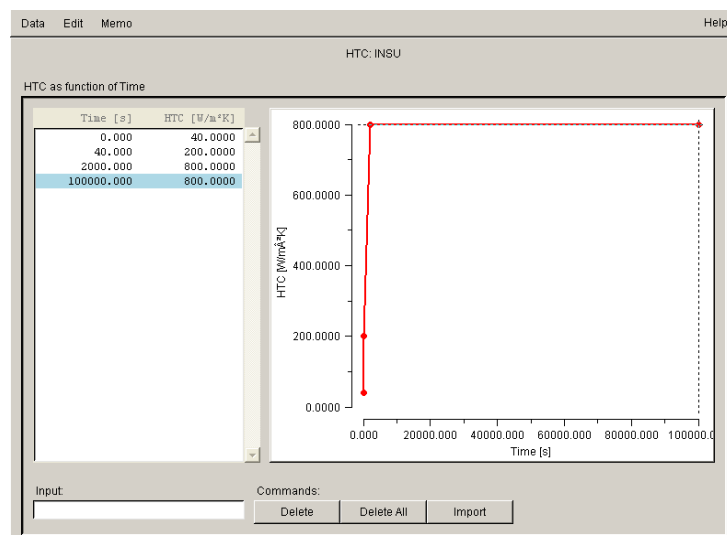 Data Edit Memo Help
HTC: INSU
HTC as function of Time
Time [s] HTC [W/m²K]
0.000 40.0000
40.000 200.0000
2000.000 800.0000
100000.000 800.0000
800.0000
600.0000
400.0000
200.0000
0.0000
HTC [W/mÂ²K]
0.000 20000.000 40000.000 60000.000 80000.000 100000.0
Time [s]
Input: Commands:
Delete Delete All Import